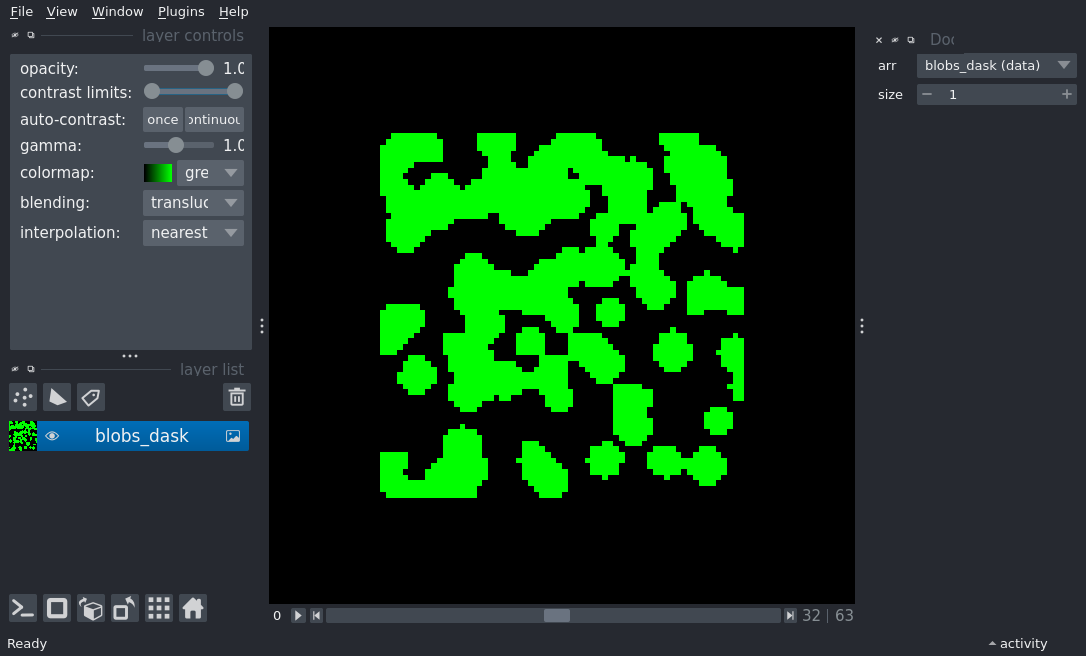 File View Window Plugins Help
layer controls
opacity: 1.0
contrast limits:
auto-contrast: once ontinuou
gamma: 1.0
colormap: gre
blending: transluc
interpolation: nearest
layer list
blobs_dask
0 32 | 63
Ready
Doc
arr blobs_dask (data)
size 1
activity